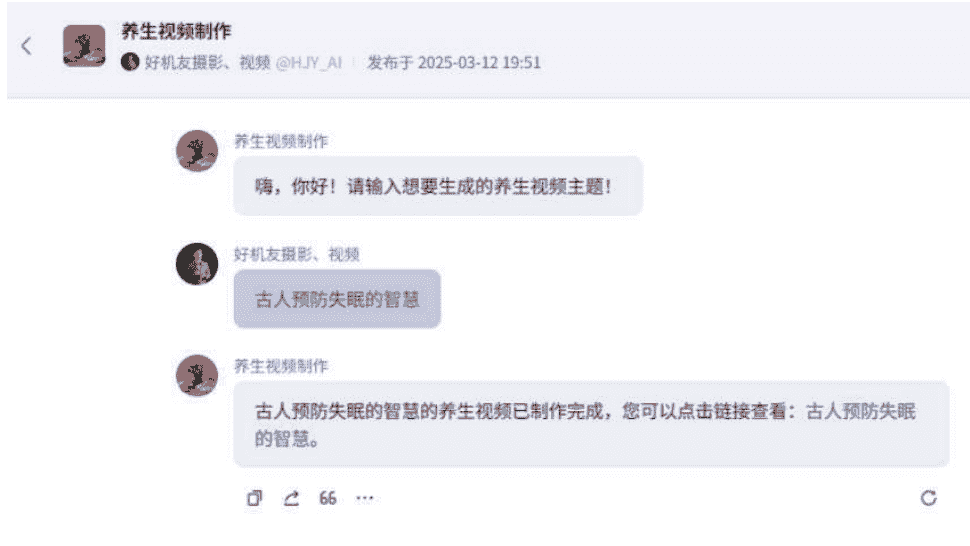 养生视频制作
好机友摄影、视频 @HJY_AI 发布于 2025-03-12 19:51
养生视频制作
嗨，你好！请输入想要生成的养生视频主题！
好机友摄影、视频
古人预防失眠的智慧
养生视频制作
古人预防失眠的智慧的养生视频已制作完成，您可以点击链接查看：古人预防失眠
的智慧。